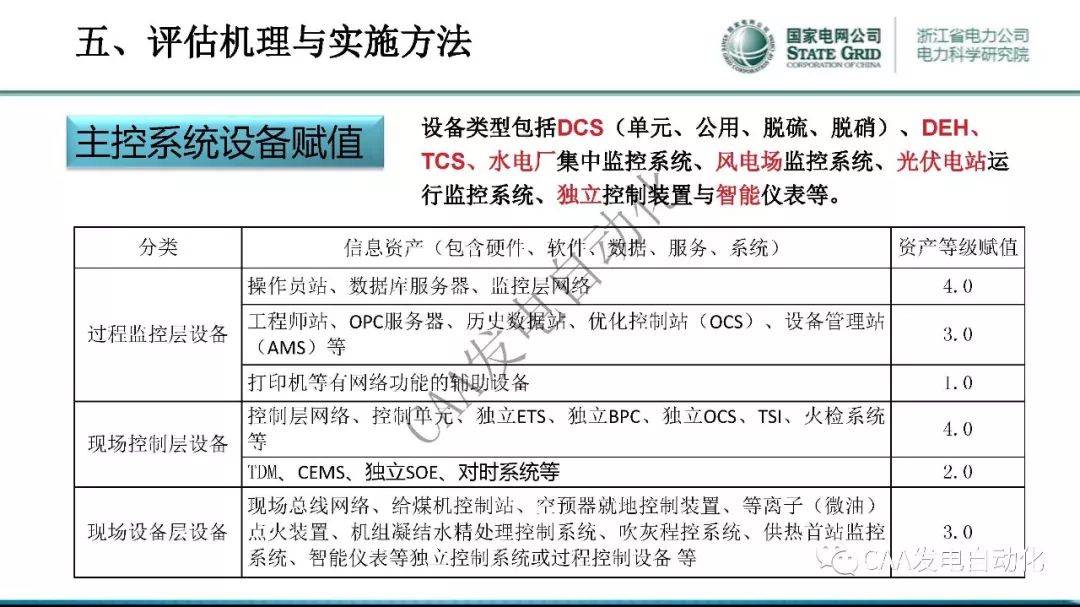 五、评估机理与实施方法
国家电网公司
STATE GRID
CORPORATION OF CHINA
浙江省电力公司
电力科学研究院
主控系统设备赋值
设备类型包括DCS（单元、公用、脱硫、脱硝）、DEH、
TCS、水电厂集中监控系统、风电场监控系统、光伏电站运
行监控系统、独立控制装置与智能仪表等。
分类
信息资产（包含硬件、软件、数据、服务、系统）
资产等级赋值
过程监控层设备
操作员站、数据库服务器、监控层网络
4.0
工程师站、OPC服务器、历史数据站、优化控制站（OCS）、设备管理站
（AMS）等
3.0
打印机等有网络功能的辅助设备
1.0
现场控制层设备
控制层网络、控制单元、独立ETS、独立BPC、独立OCS、TSI、火检系统
等
4.0
TDM、CEMS、独立SOE、对时系统等
2.0
现场设备层设备
现场总线网络、给煤机控制站、空预器就地控制装置、等离子（微油）
点火装置、机组凝结水精处理控制系统、吹灰程控系统、供热首站监控
系统、智能仪表等独立控制系统或过程控制设备 等
3.0
CAA发电自动化
CAA发电自动化